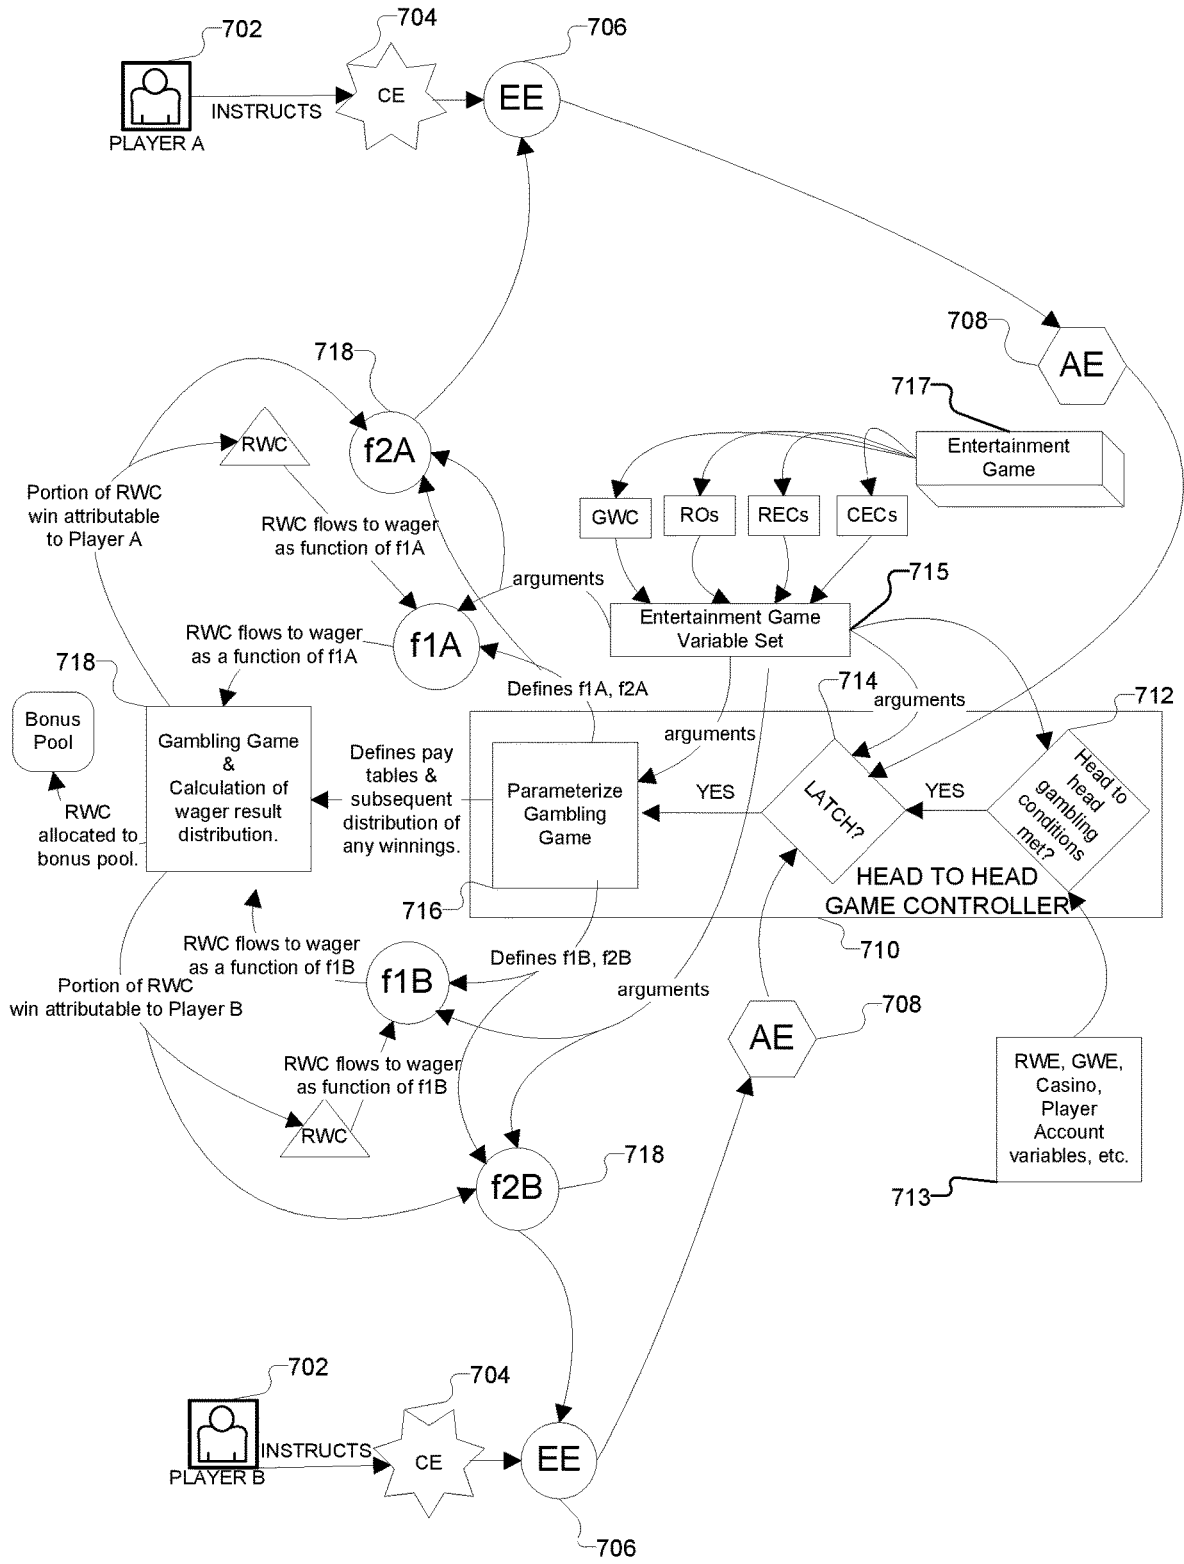 702
704
706
CE
EE
INSTRUCTS
PLAYER A
708
AE
718
717
f2A
RWC
Entertainment
Game
Portion of RWC
win attributable
to Player A
GWC
ROs
RECs
CECs
RWC flows to wager
as function of f1A
715
arguments
Entertainment Game
Variable Set
RWC flows to wager
as a function of f1A
f1A
718
714
712
Defines f1A, f2A
arguments
Bonus
Pool
Gambling Game
&
Calculation of
wager result
distribution.
Defines pay
tables &
subsequent
distribution of
any winnings.
arguments
Parameterize
Gambling
Game
YES
LATCH?
YES
Head to
head
gambling
conditions
met?
RWC
allocated to
bonus pool.
HEAD TO HEAD
GAME CONTROLLER
716
710
RWC flows to wager
as a function of f1B
f1B
Defines f1B, f2B
arguments
Portion of RWC
win attributable to Player B
708
AE
RWC flows to wager
as function of f1B
RWE, GWE,
Casino,
Player
Account
variables, etc.
RWC
718
f2B
713
702
704
INSTRUCTS
CE
EE
PLAYER B
706